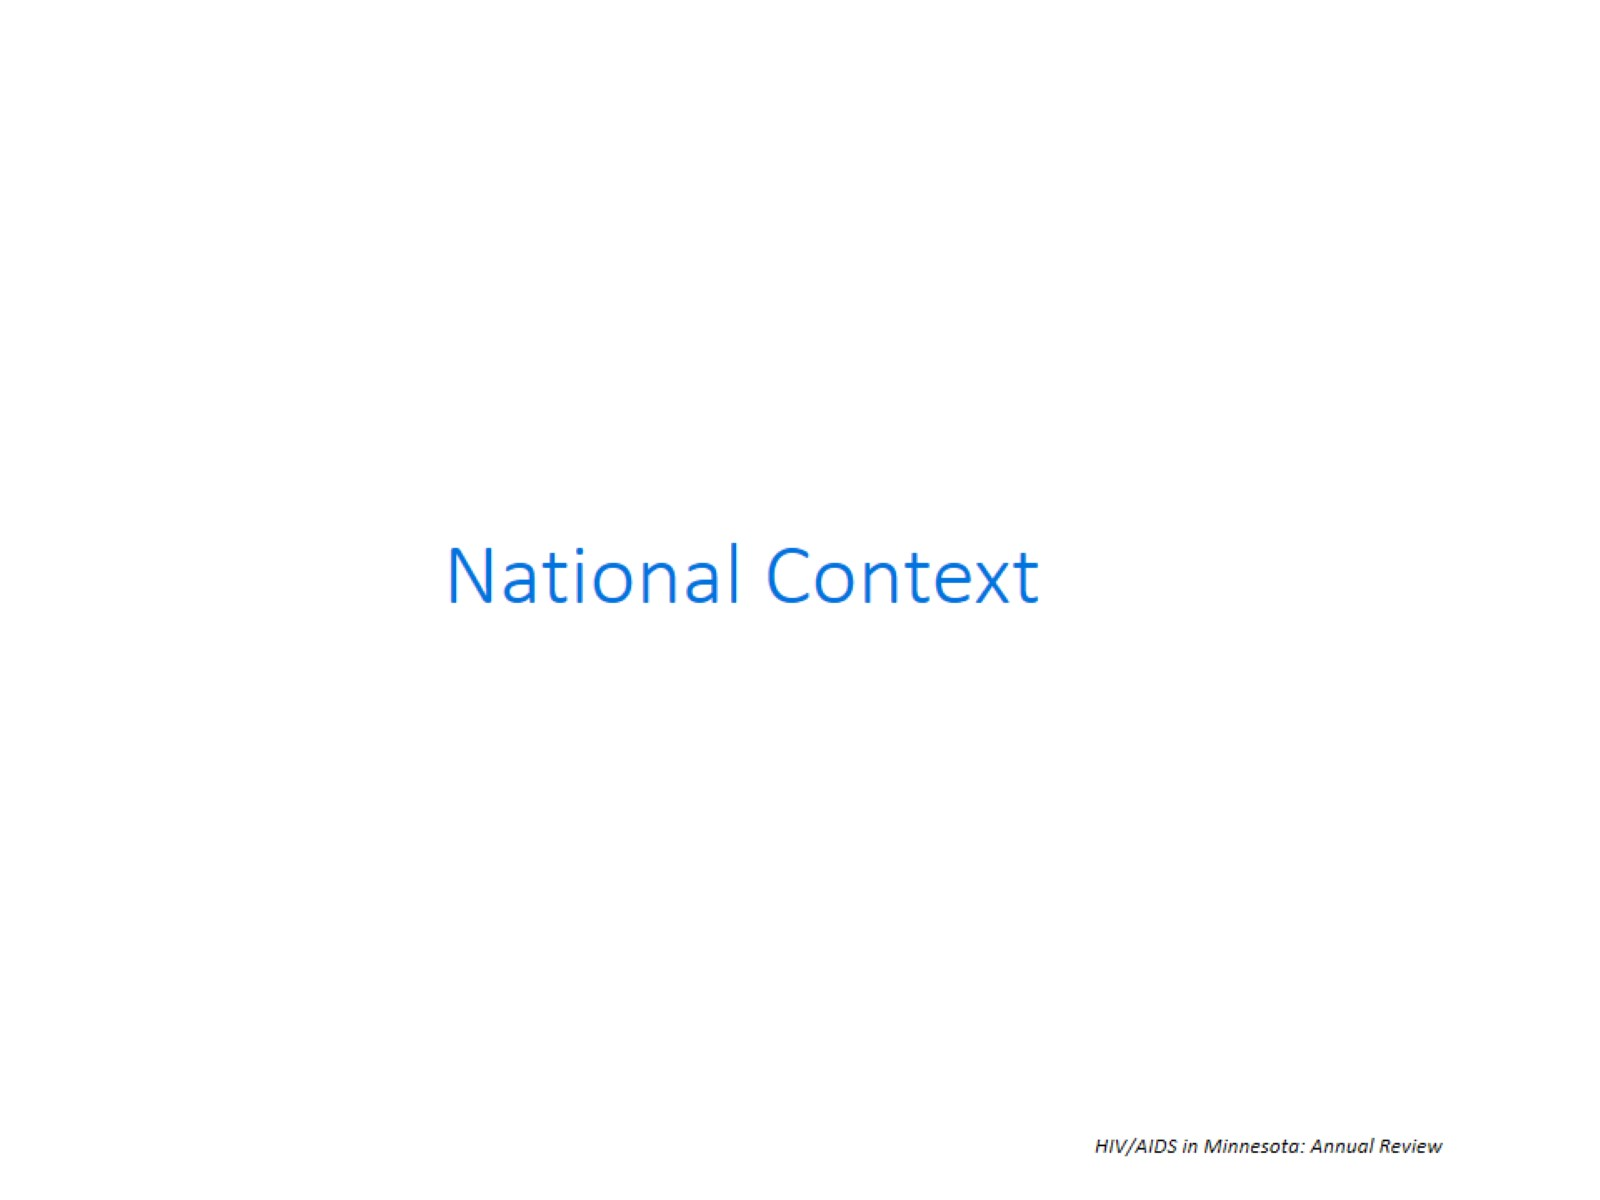 National Context
HIV/AIDS in Minnesota: Annual Review